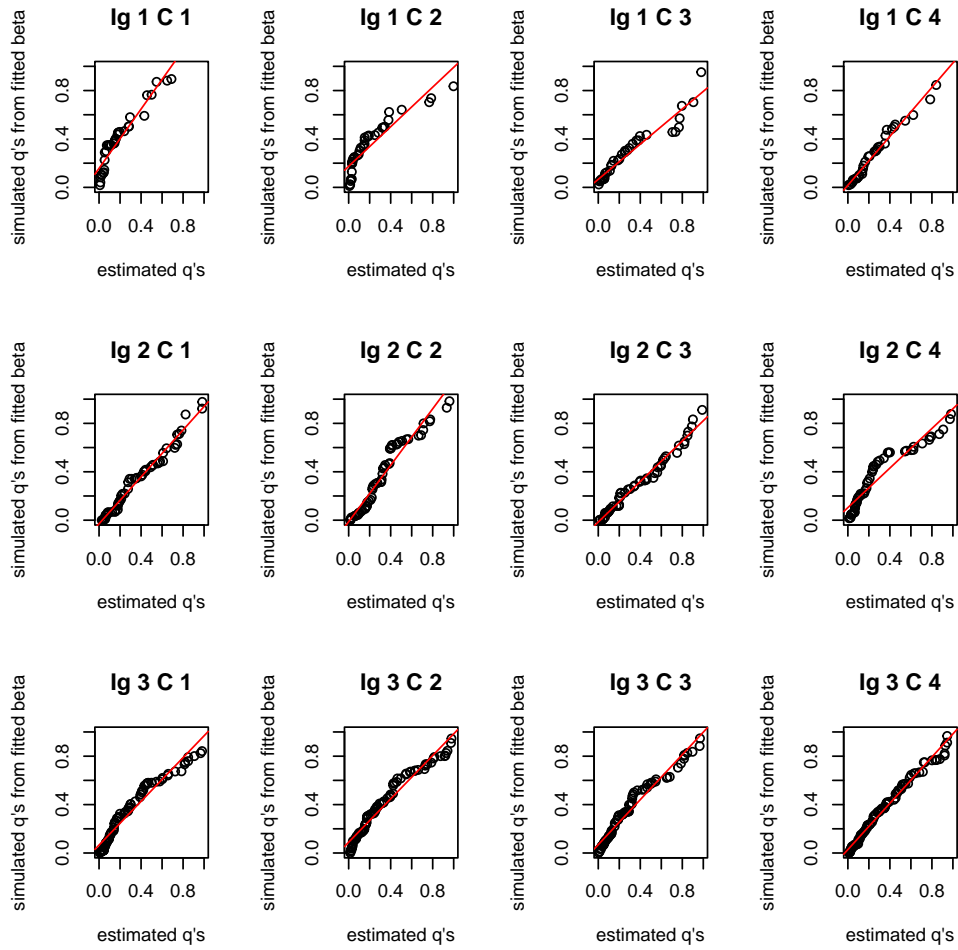 lg 1 C 1
simulated q's from fitted beta
0.8
0.4
0.0
0.0 0.4 0.8
estimated q's
lg 1 C 2
simulated q's from fitted beta
0.8
0.4
0.0
0.0 0.4 0.8
estimated q's
lg 1 C 3
simulated q's from fitted beta
0.8
0.4
0.0
0.0 0.4 0.8
estimated q's
lg 1 C 4
simulated q's from fitted beta
0.8
0.4
0.0
0.0 0.4 0.8
estimated q's
lg 2 C 1
simulated q's from fitted beta
0.8
0.4
0.0
0.0 0.4 0.8
estimated q's
lg 2 C 2
simulated q's from fitted beta
0.8
0.4
0.0
0.0 0.4 0.8
estimated q's
lg 2 C 3
simulated q's from fitted beta
0.8
0.4
0.0
0.0 0.4 0.8
estimated q's
lg 2 C 4
simulated q's from fitted beta
0.8
0.4
0.0
0.0 0.4 0.8
estimated q's
lg 3 C 1
simulated q's from fitted beta
0.8
0.4
0.0
0.0 0.4 0.8
estimated q's
lg 3 C 2
simulated q's from fitted beta
0.8
0.4
0.0
0.0 0.4 0.8
estimated q's
lg 3 C 3
simulated q's from fitted beta
0.8
0.4
0.0
0.0 0.4 0.8
estimated q's
lg 3 C 4
simulated q's from fitted beta
0.8
0.4
0.0
0.0 0.4 0.8
estimated q's